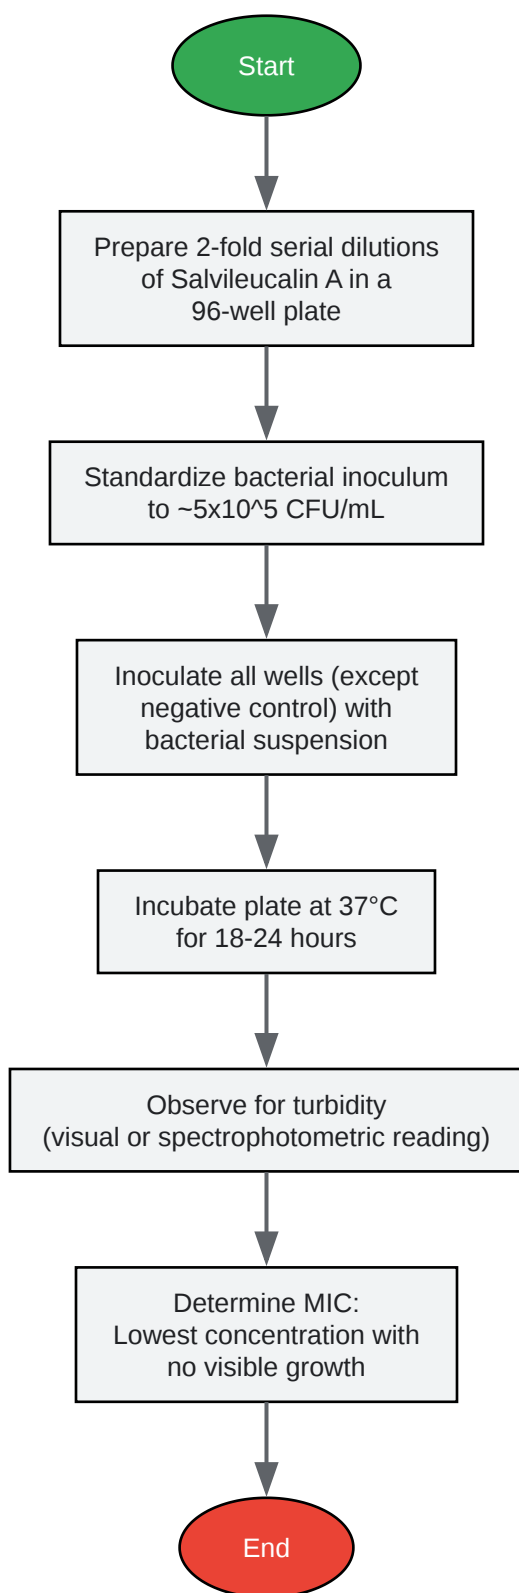 Start
Prepare 2-fold serial dilutions
of Salvileucalin A in a
96-well plate
Standardize bacterial inoculum
to ~5x10^5 CFU/mL
Inoculate all wells (except
negative control) with
bacterial suspension
Incubate plate at 37°C
for 18-24 hours
Observe for turbidity
(visual or spectrophotometric reading)
Determine MIC:
Lowest concentration with
no visible growth
End